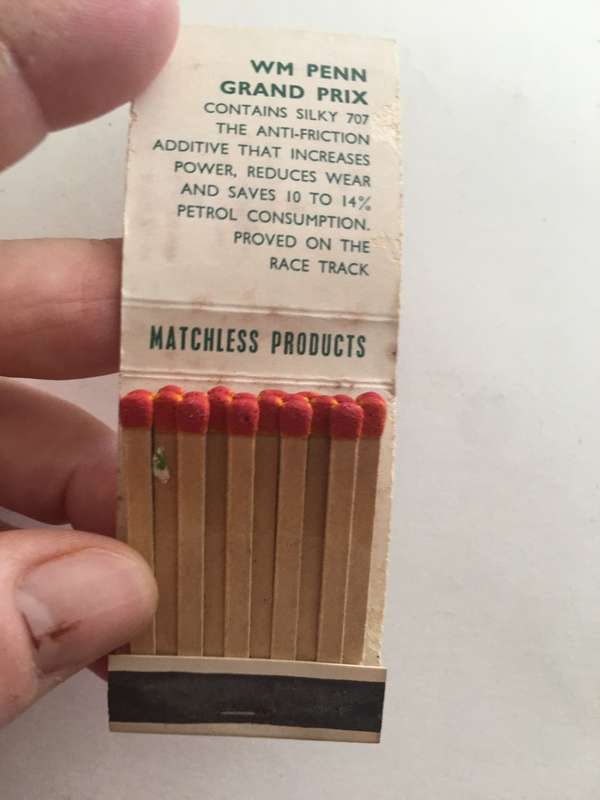 WM PENN
GRAND PRIX
CONTAINS SILKY 707
THE ANTI-FRICTION
ADDITIVE THAT INCREASES
POWER, REDUCES WEAR
AND SAVES 10 TO 14%
PETROL CONSUMPTION.
PROVED ON THE
RACE TRACK
MATCHLESS PRODUCTS